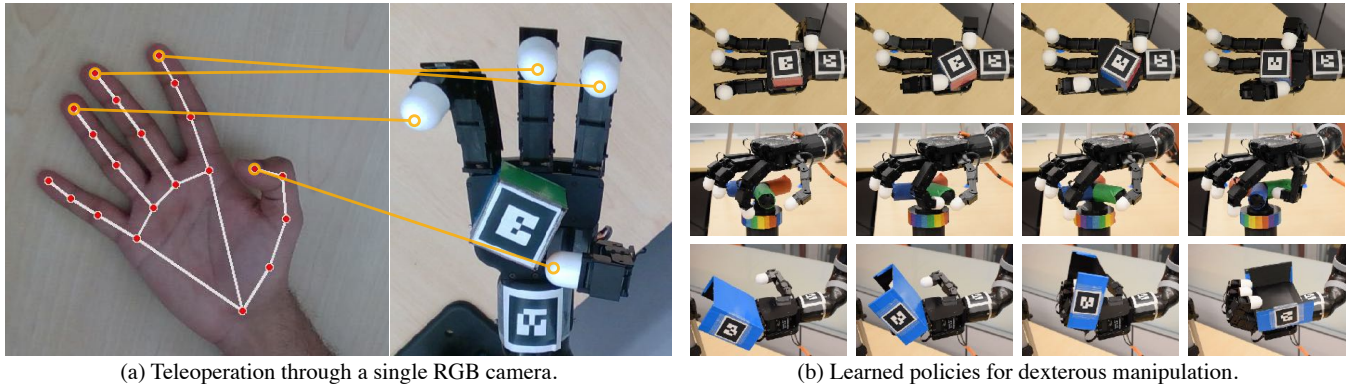 (a) Teleoperation through a single RGB camera.
(b) Learned policies for dexterous manipulation.